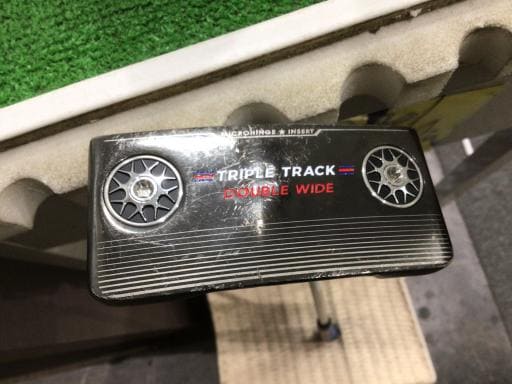 MICROHINGE ★ INSERT
TRIPLE TRACK
DOUBLE WIDE